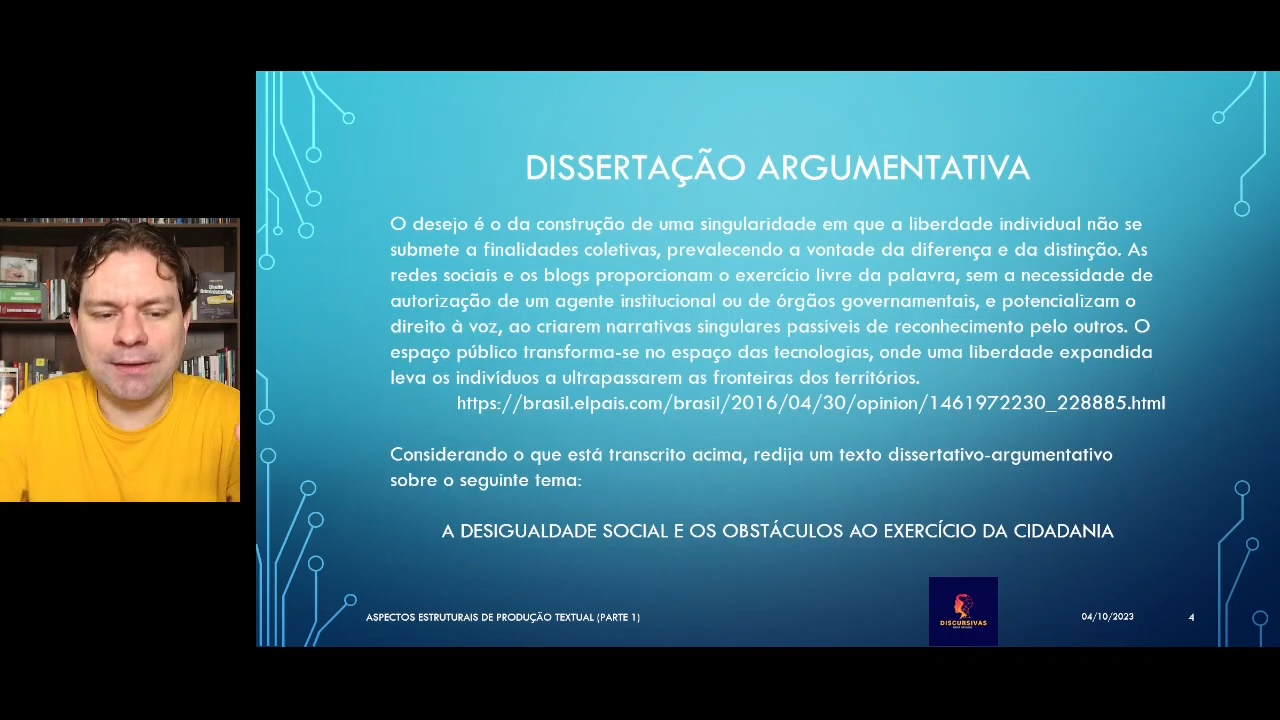 DISSERTAÇÃO ARGUMENTATIVA
O desejo é o da construção de uma singularidade em que a liberdade individual não se
submete a finalidades coletivas, prevalecendo a vontade da diferença e da distinção. As
redes sociais e os blogs proporcionam o exercício livre da palavra, sem a necessidade de
autorização de um agente institucional ou de órgãos governamentais, e potencializam o
direito à voz, ao criarem narrativas singulares passíveis de reconhecimento pelo outros. O
espaço público transforma-se no espaço das tecnologias, onde uma liberdade expandida
leva os indivíduos a ultrapassarem as fronteiras dos territórios.
https://brasil.elpais.com/brasil/2016/04/30/opinion/1461972230_228885.html
Considerando o que está transcrito acima, redija um texto dissertativo-argumentativo
sobre o seguinte tema:
A DESIGUALDADE SOCIAL E OS OBSTÁCULOS AO EXERCÍCIO DA CIDADANIA
DISCURSIVAS
ASPECTOS ESTRUTURAIS DE PRODUÇÃO TEXTUAL (PARTE 1)
04/10/2023
4